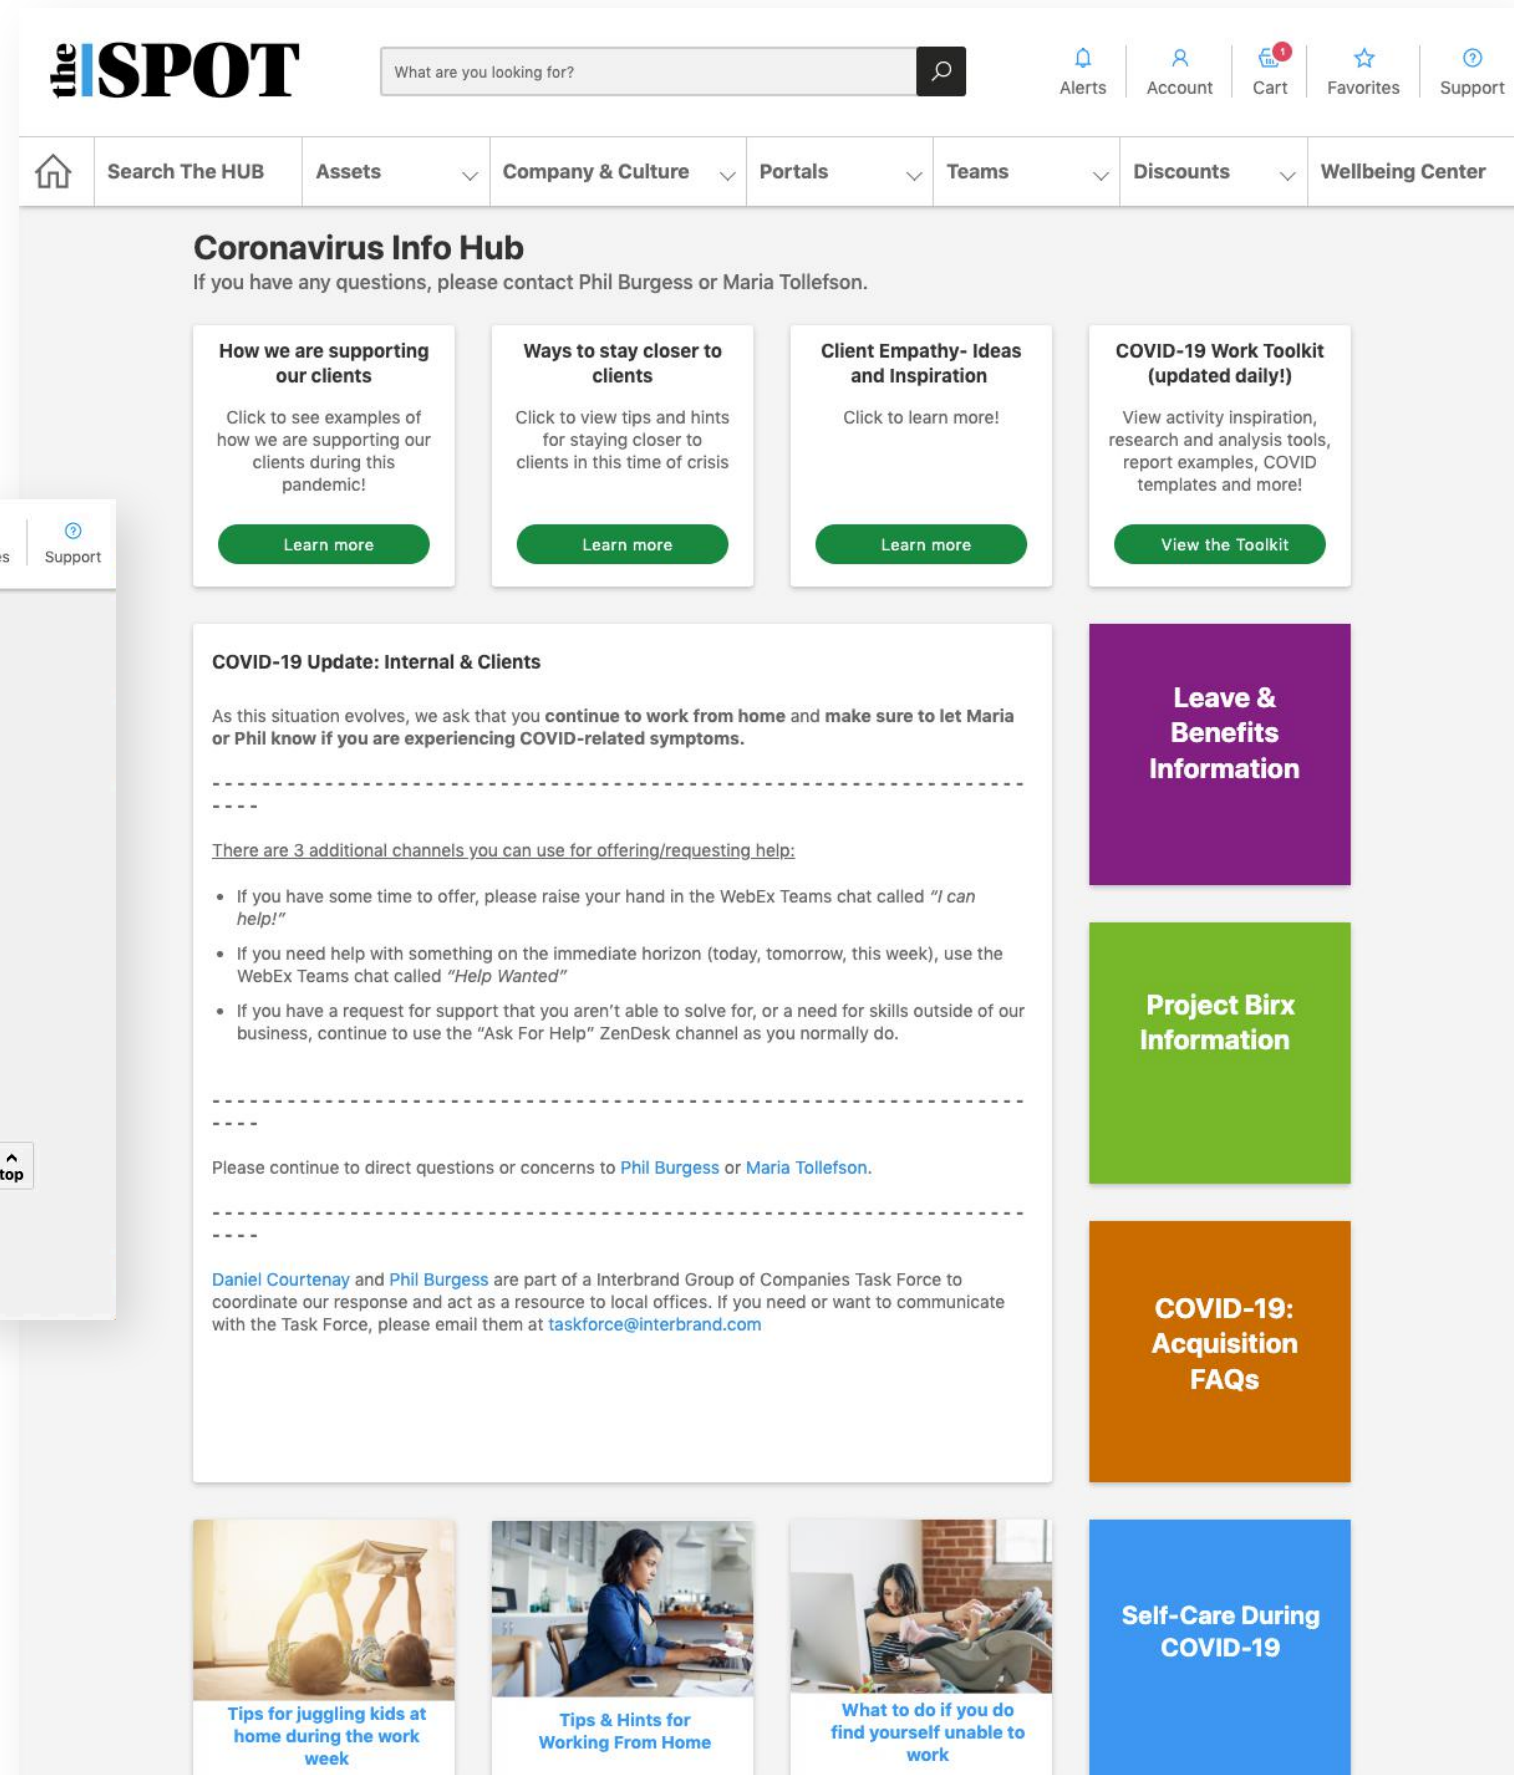 the SPOT
What are you looking for?
Alerts
Account
1
Cart
Favorites
Support
Search The HUB
Assets
Company & Culture
Portals
Teams
Discounts
Wellbeing Center
Coronavirus Info Hub
If you have any questions, please contact Phil Burgess or Maria Tollefson.
How we are supporting
our clients
Click to see examples of
how we are supporting our
clients during this
pandemic!
Learn more
Ways to stay closer to
clients
Click to view tips and hints
for staying closer to
clients in this time of crisis
Learn more
Client Empathy- Ideas
and Inspiration
Click to learn more!
Learn more
COVID-19 Work Toolkit
(updated daily!)
View activity inspiration,
research and analysis tools,
report examples, COVID
templates and more!
View the Toolkit
es
Support
top
COVID-19 Update: Internal & Clients
As this situation evolves, we ask that you continue to work from home and make sure to let Maria
or Phil know if you are experiencing COVID-related symptoms.
- - - - - - - - - - - - - - - - - - - - - - - - - - - - - - - - - - - - - - - - - - - - - - - - - - - - - - - - - - - - - - - - -
- - - -
There are 3 additional channels you can use for offering/requesting help:
• If you have some time to offer, please raise your hand in the WebEx Teams chat called “I can
help!”
• If you need help with something on the immediate horizon (today, tomorrow, this week), use the
WebEx Teams chat called “Help Wanted”
• If you have a request for support that you aren’t able to solve for, or a need for skills outside of our
business, continue to use the “Ask For Help” ZenDesk channel as you normally do.
- - - - - - - - - - - - - - - - - - - - - - - - - - - - - - - - - - - - - - - - - - - - - - - - - - - - - - - - - - - - - - - - -
- - - -
Please continue to direct questions or concerns to Phil Burgess or Maria Tollefson.
- - - - - - - - - - - - - - - - - - - - - - - - - - - - - - - - - - - - - - - - - - - - - - - - - - - - - - - - - - - - - - - - -
- - - -
Daniel Courtenay and Phil Burgess are part of a Interbrand Group of Companies Task Force to
coordinate our response and act as a resource to local offices. If you need or want to communicate
with the Task Force, please email them at taskforce@interbrand.com
Leave &
Benefits
Information
Project Birx
Information
COVID-19:
Acquisition
FAQs
Tips for juggling kids at
home during the work
week
Tips & Hints for
Working From Home
What to do if you do
find yourself unable to
work
Self-Care During
COVID-19